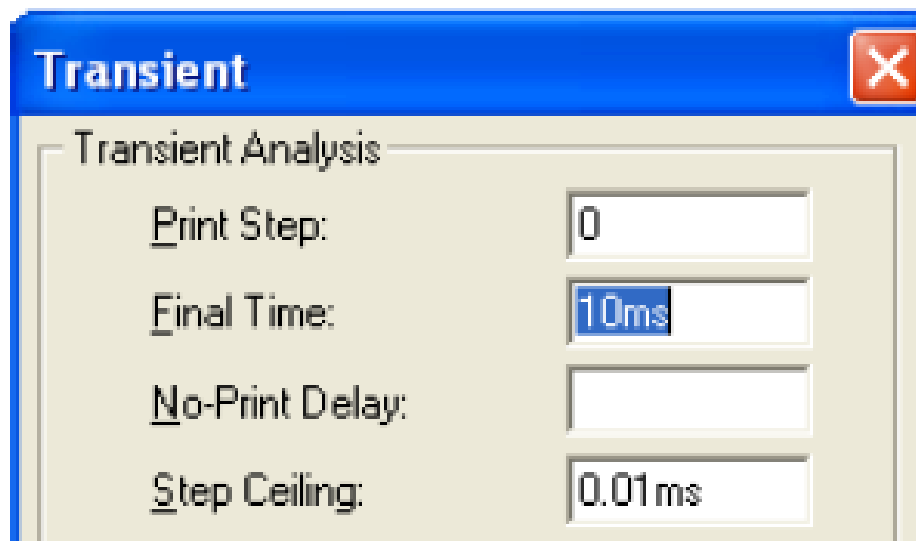 Transient
Transient Analysis
Print Step: 0
Final Time: 10ms
No-Print Delay:
Step Ceiling: 0.01ms